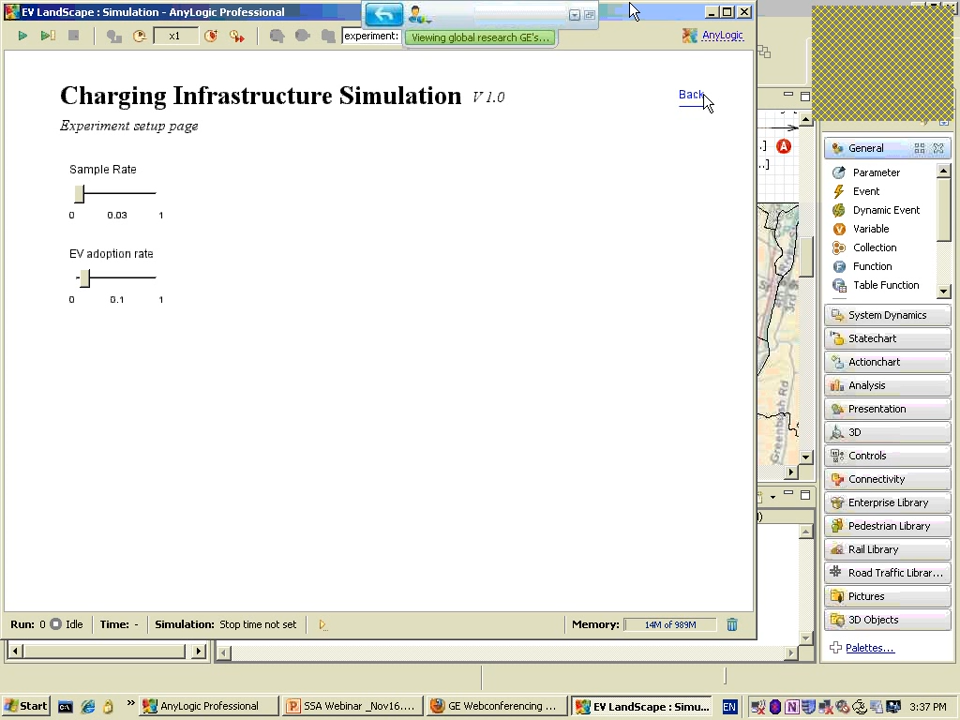 EV LandScape : Simulation - AnyLogic Professional
x1
experiment:
Viewing global research GE's...
AnyLogic
Charging Infrastructure Simulation V 1.0
Back
Experiment setup page
Sample Rate
0 0.03 1
EV adoption rate
0 0.1 1
Greenbush Rd
3rd S
..]
A
..]
General
Parameter
Event
Dynamic Event
Variable
Collection
Function
Table Function
System Dynamics
Statechart
Actionchart
Analysis
Presentation
3D
Controls
Connectivity
Enterprise Library
Pedestrian Library
Rail Library
Road Traffic Librar...
Pictures
3D Objects
Palettes...
Run: 0 Idle Time: - Simulation: Stop time not set
Memory: 14M of 989M
Start
»
AnyLogic Professional
SSA Webinar _Nov16....
GE Webconferencing ...
EV LandScape : Simu...
EN
3:37 PM